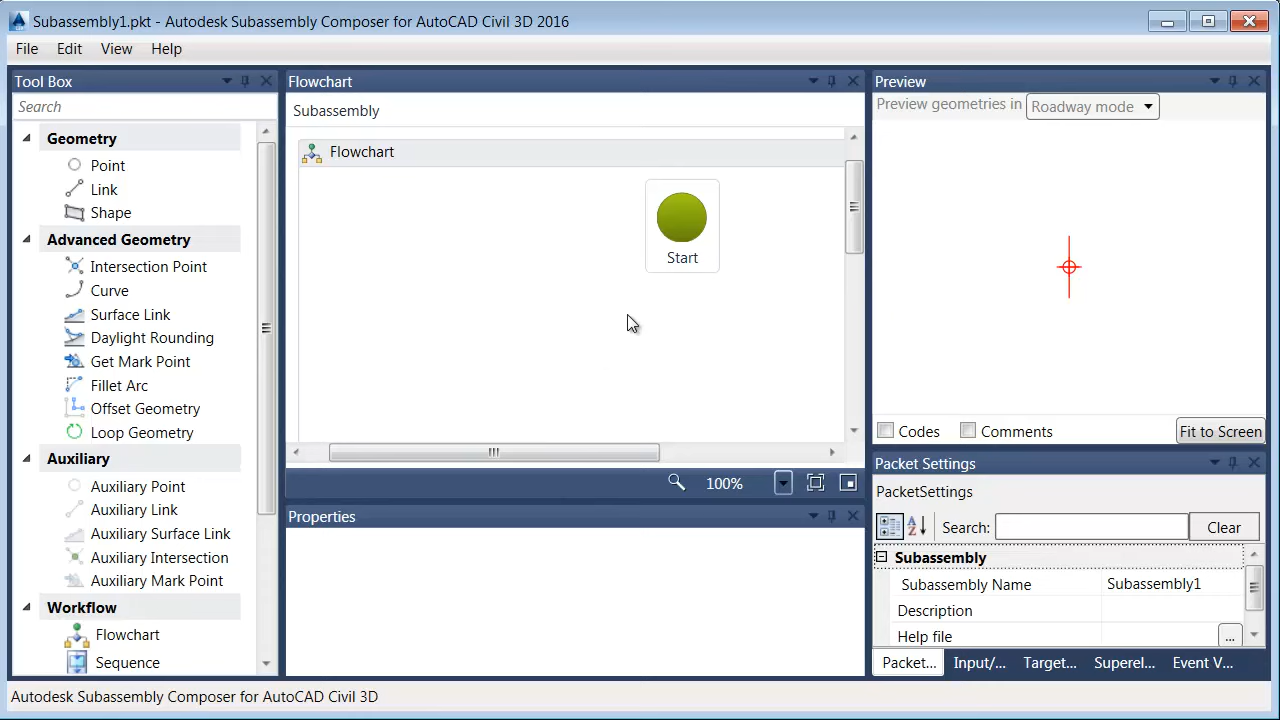 Subassembly1.pkt - Autodesk Subassembly Composer for AutoCAD Civil 3D 2016
File Edit View Help
Tool Box
Search
Geometry
Point
Link
Shape
Advanced Geometry
Intersection Point
Curve
Surface Link
Daylight Rounding
Get Mark Point
Fillet Arc
Offset Geometry
Loop Geometry
Auxiliary
Auxiliary Point
Auxiliary Link
Auxiliary Surface Link
Auxiliary Intersection
Auxiliary Mark Point
Workflow
Flowchart
Sequence
Flowchart
Subassembly
Flowchart
Start
100%
Properties
Preview
Preview geometries in Roadway mode
Codes Comments Fit to Screen
Packet Settings
PacketSettings
Search: Clear
Subassembly
Subassembly Name Subassembly1
Description
Help file ...
Packet... Input/... Target... Superel... Event V...
Autodesk Subassembly Composer for AutoCAD Civil 3D